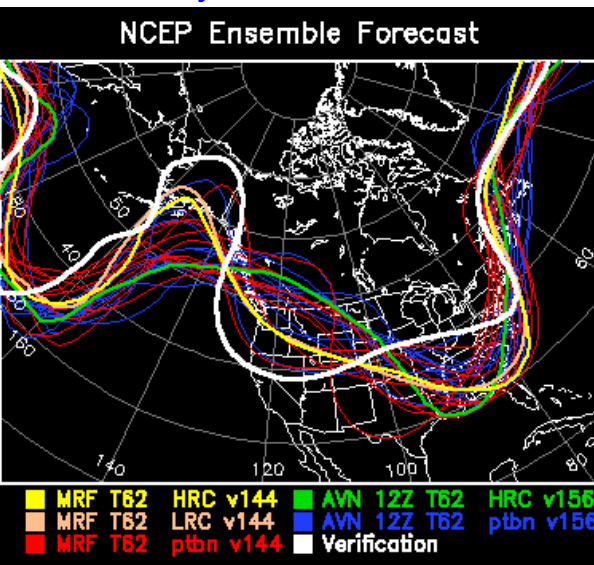 NCEP Ensemble Forecast
50
40
60
160
140
120
100
80
MRF T62 HRC v144 AVN 12Z T62 HRC v156
MRF T62 LRC v144 AVN 12Z T62 ptbn v156
MRF T62 ptbn v144 Verification